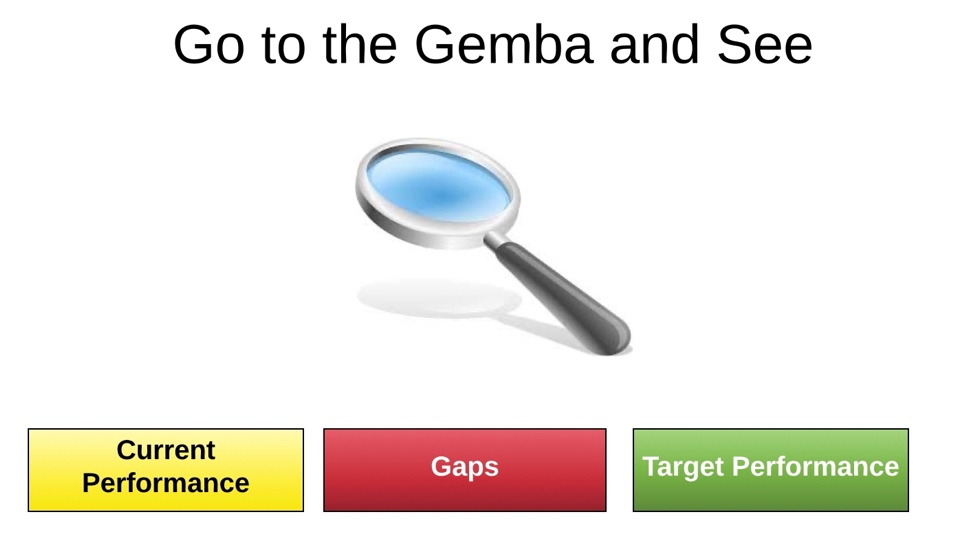 Go to the Gemba and See
Current
Performance
Gaps
Target Performance